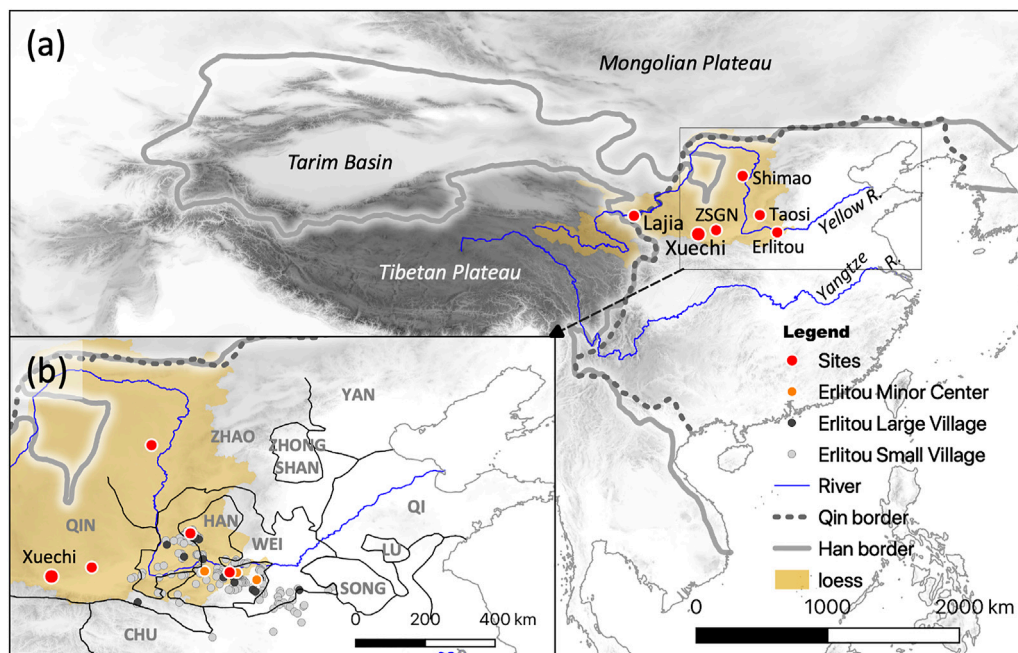 (a)
Mongolian Plateau
Tarim Basin
Shimao
Lajia
ZSGN
Taosi
Yellow R.
Xuechi
Erlitou
Tibetan Plateau
Yangtze
R.
Legend
Sites
Erlitou Minor Center
Erlitou Large Village
Erlitou Small Village
River
Qin border
Han border
loess
0 1000 2000 km
(b)
YAN
ZHAO
ZHONG
SHAN
QI
QIN
HAN
WEI
LU
Xuechi
SONG
CHU
0 200 400 km